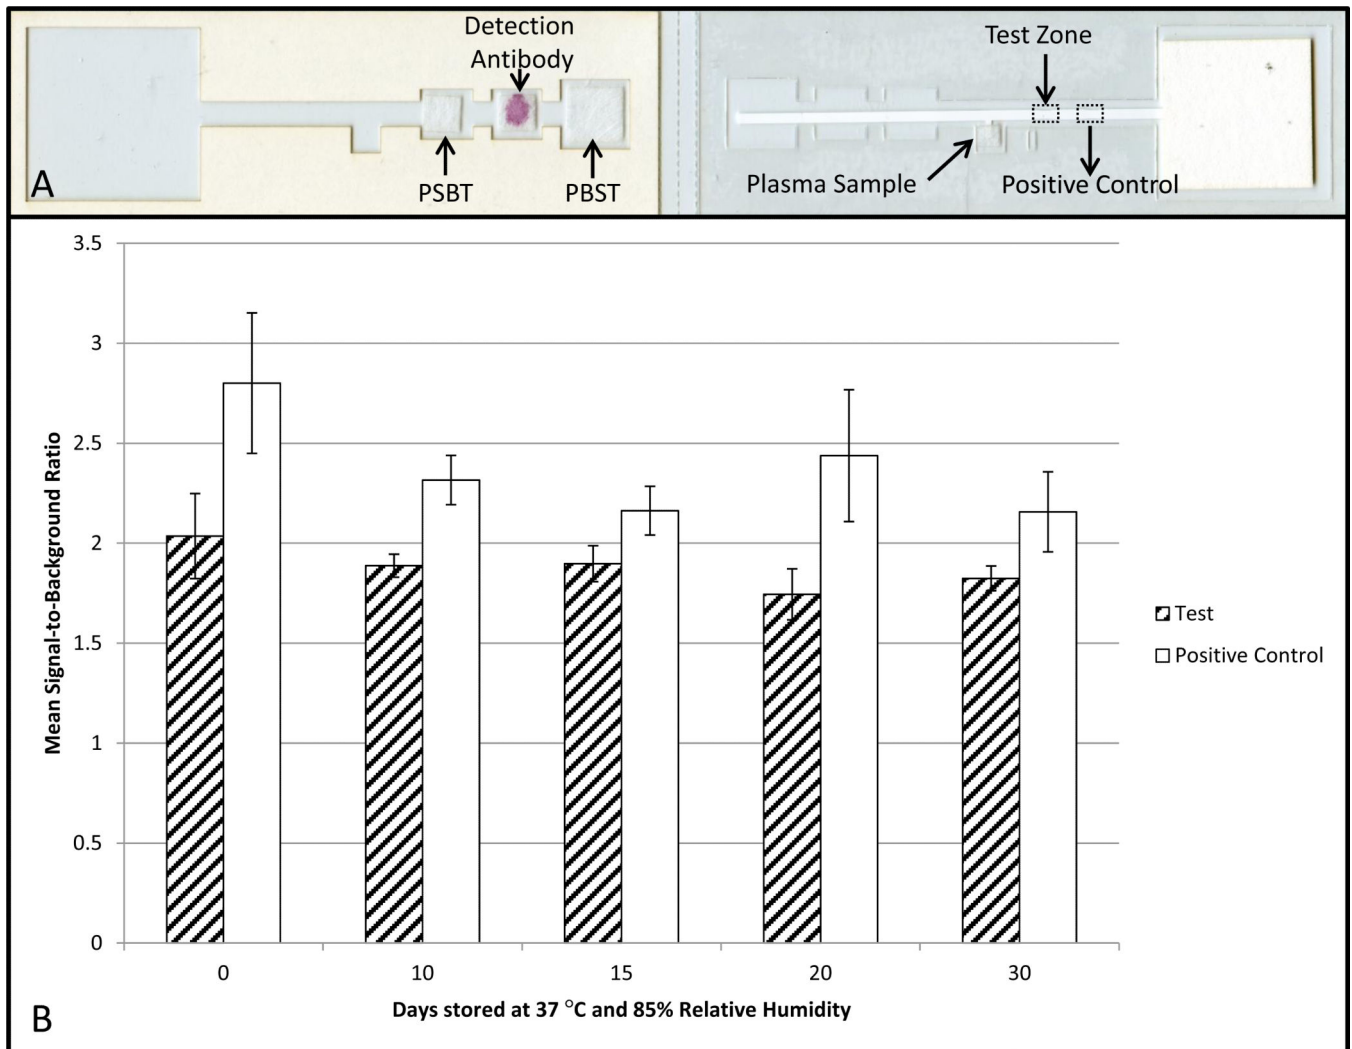 Detection
Antibody
Test Zone
A
PSBT
PBST
Plasma Sample
Positive Control
3.5
3
2.5
2
1.5
1
0.5
0
Mean Signal-to-Background Ratio
Test
Positive Control
0 10 15 20 30
Days stored at 37 °C and 85% Relative Humidity
B